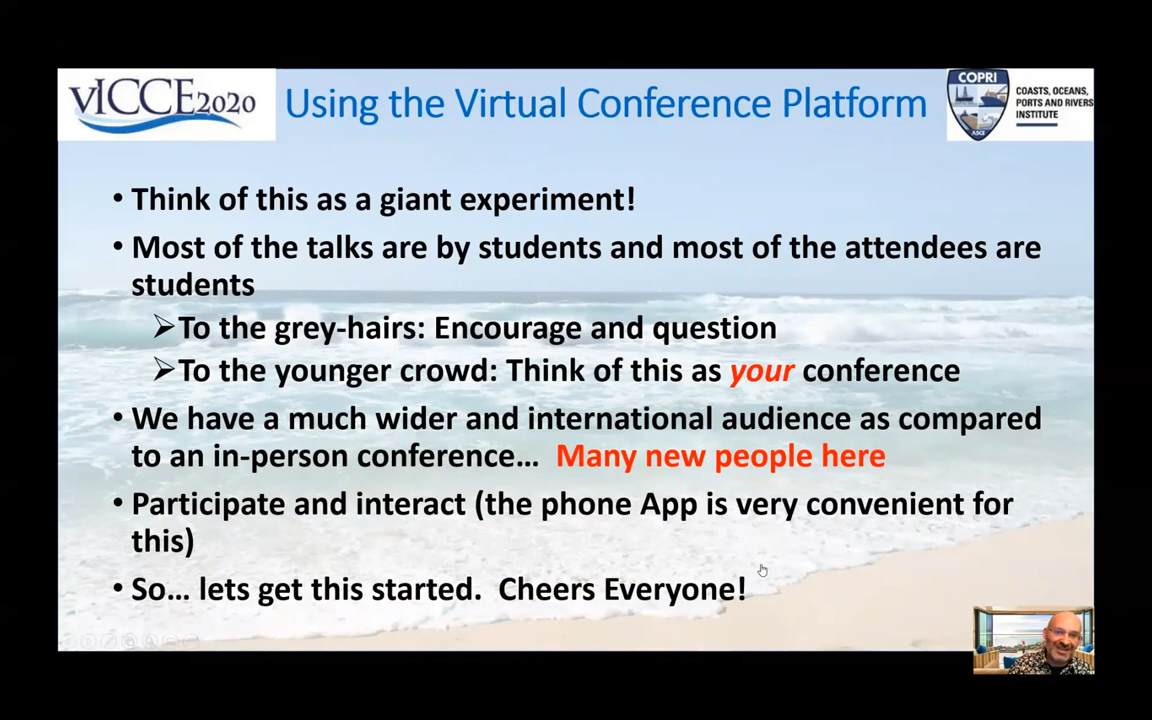 vICCE2020
Using the Virtual Conference Platform
COPRI
ASCE
COASTS, OCEANS,
PORTS AND RIVERS
INSTITUTE
• Think of this as a giant experiment!
• Most of the talks are by students and most of the attendees are
students
➢To the grey-hairs: Encourage and question
➢To the younger crowd: Think of this as your conference
• We have a much wider and international audience as compared
to an in-person conference… Many new people here
• Participate and interact (the phone App is very convenient for
this)
• So… lets get this started. Cheers Everyone!